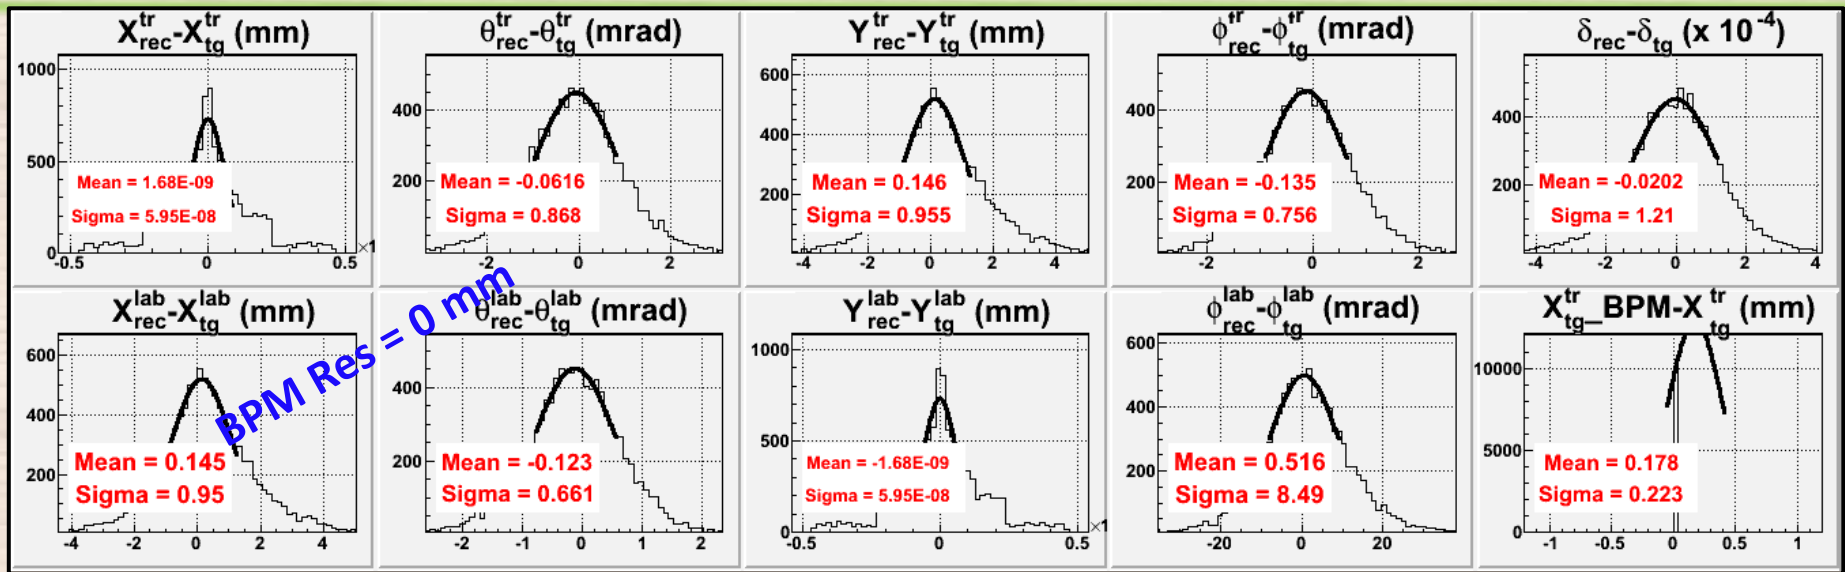 X^tr_rec-X^tr_tg (mm)
1000
500
0
-0.5
0
0.5
×1
Mean = 1.68E-09
Sigma = 5.95E-08
θ^tr_rec-θ^tr_tg (mrad)
400
200
-2
0
2
Mean = -0.0616
Sigma = 0.868
Y^tr_rec-Y^tr_tg (mm)
600
400
200
-4
-2
0
2
4
Mean = 0.146
Sigma = 0.955
ϕ^tr_rec-ϕ^tr_tg (mrad)
400
200
-2
0
2
Mean = -0.135
Sigma = 0.756
δ_rec-δ_tg (x 10^-4)
400
200
-4
-2
0
2
4
Mean = -0.0202
Sigma = 1.21
X^lab_rec-X^lab_tg (mm)
600
400
200
-4
-2
0
2
4
Mean = 0.145
Sigma = 0.95
BPM Res = 0 mm
θ^lab_rec-θ^lab_tg (mrad)
400
200
-2
-1
0
1
2
Mean = -0.123
Sigma = 0.661
Y^lab_rec-Y^lab_tg (mm)
1000
500
0
-0.5
0
0.5
×1
Mean = -1.68E-09
Sigma = 5.95E-08
ϕ^lab_rec-ϕ^lab_tg (mrad)
600
400
200
-20
0
20
Mean = 0.516
Sigma = 8.49
X^tr_tg_BPM-X^tr_tg (mm)
10000
5000
0
-1
-0.5
0
0.5
1
Mean = 0.178
Sigma = 0.223